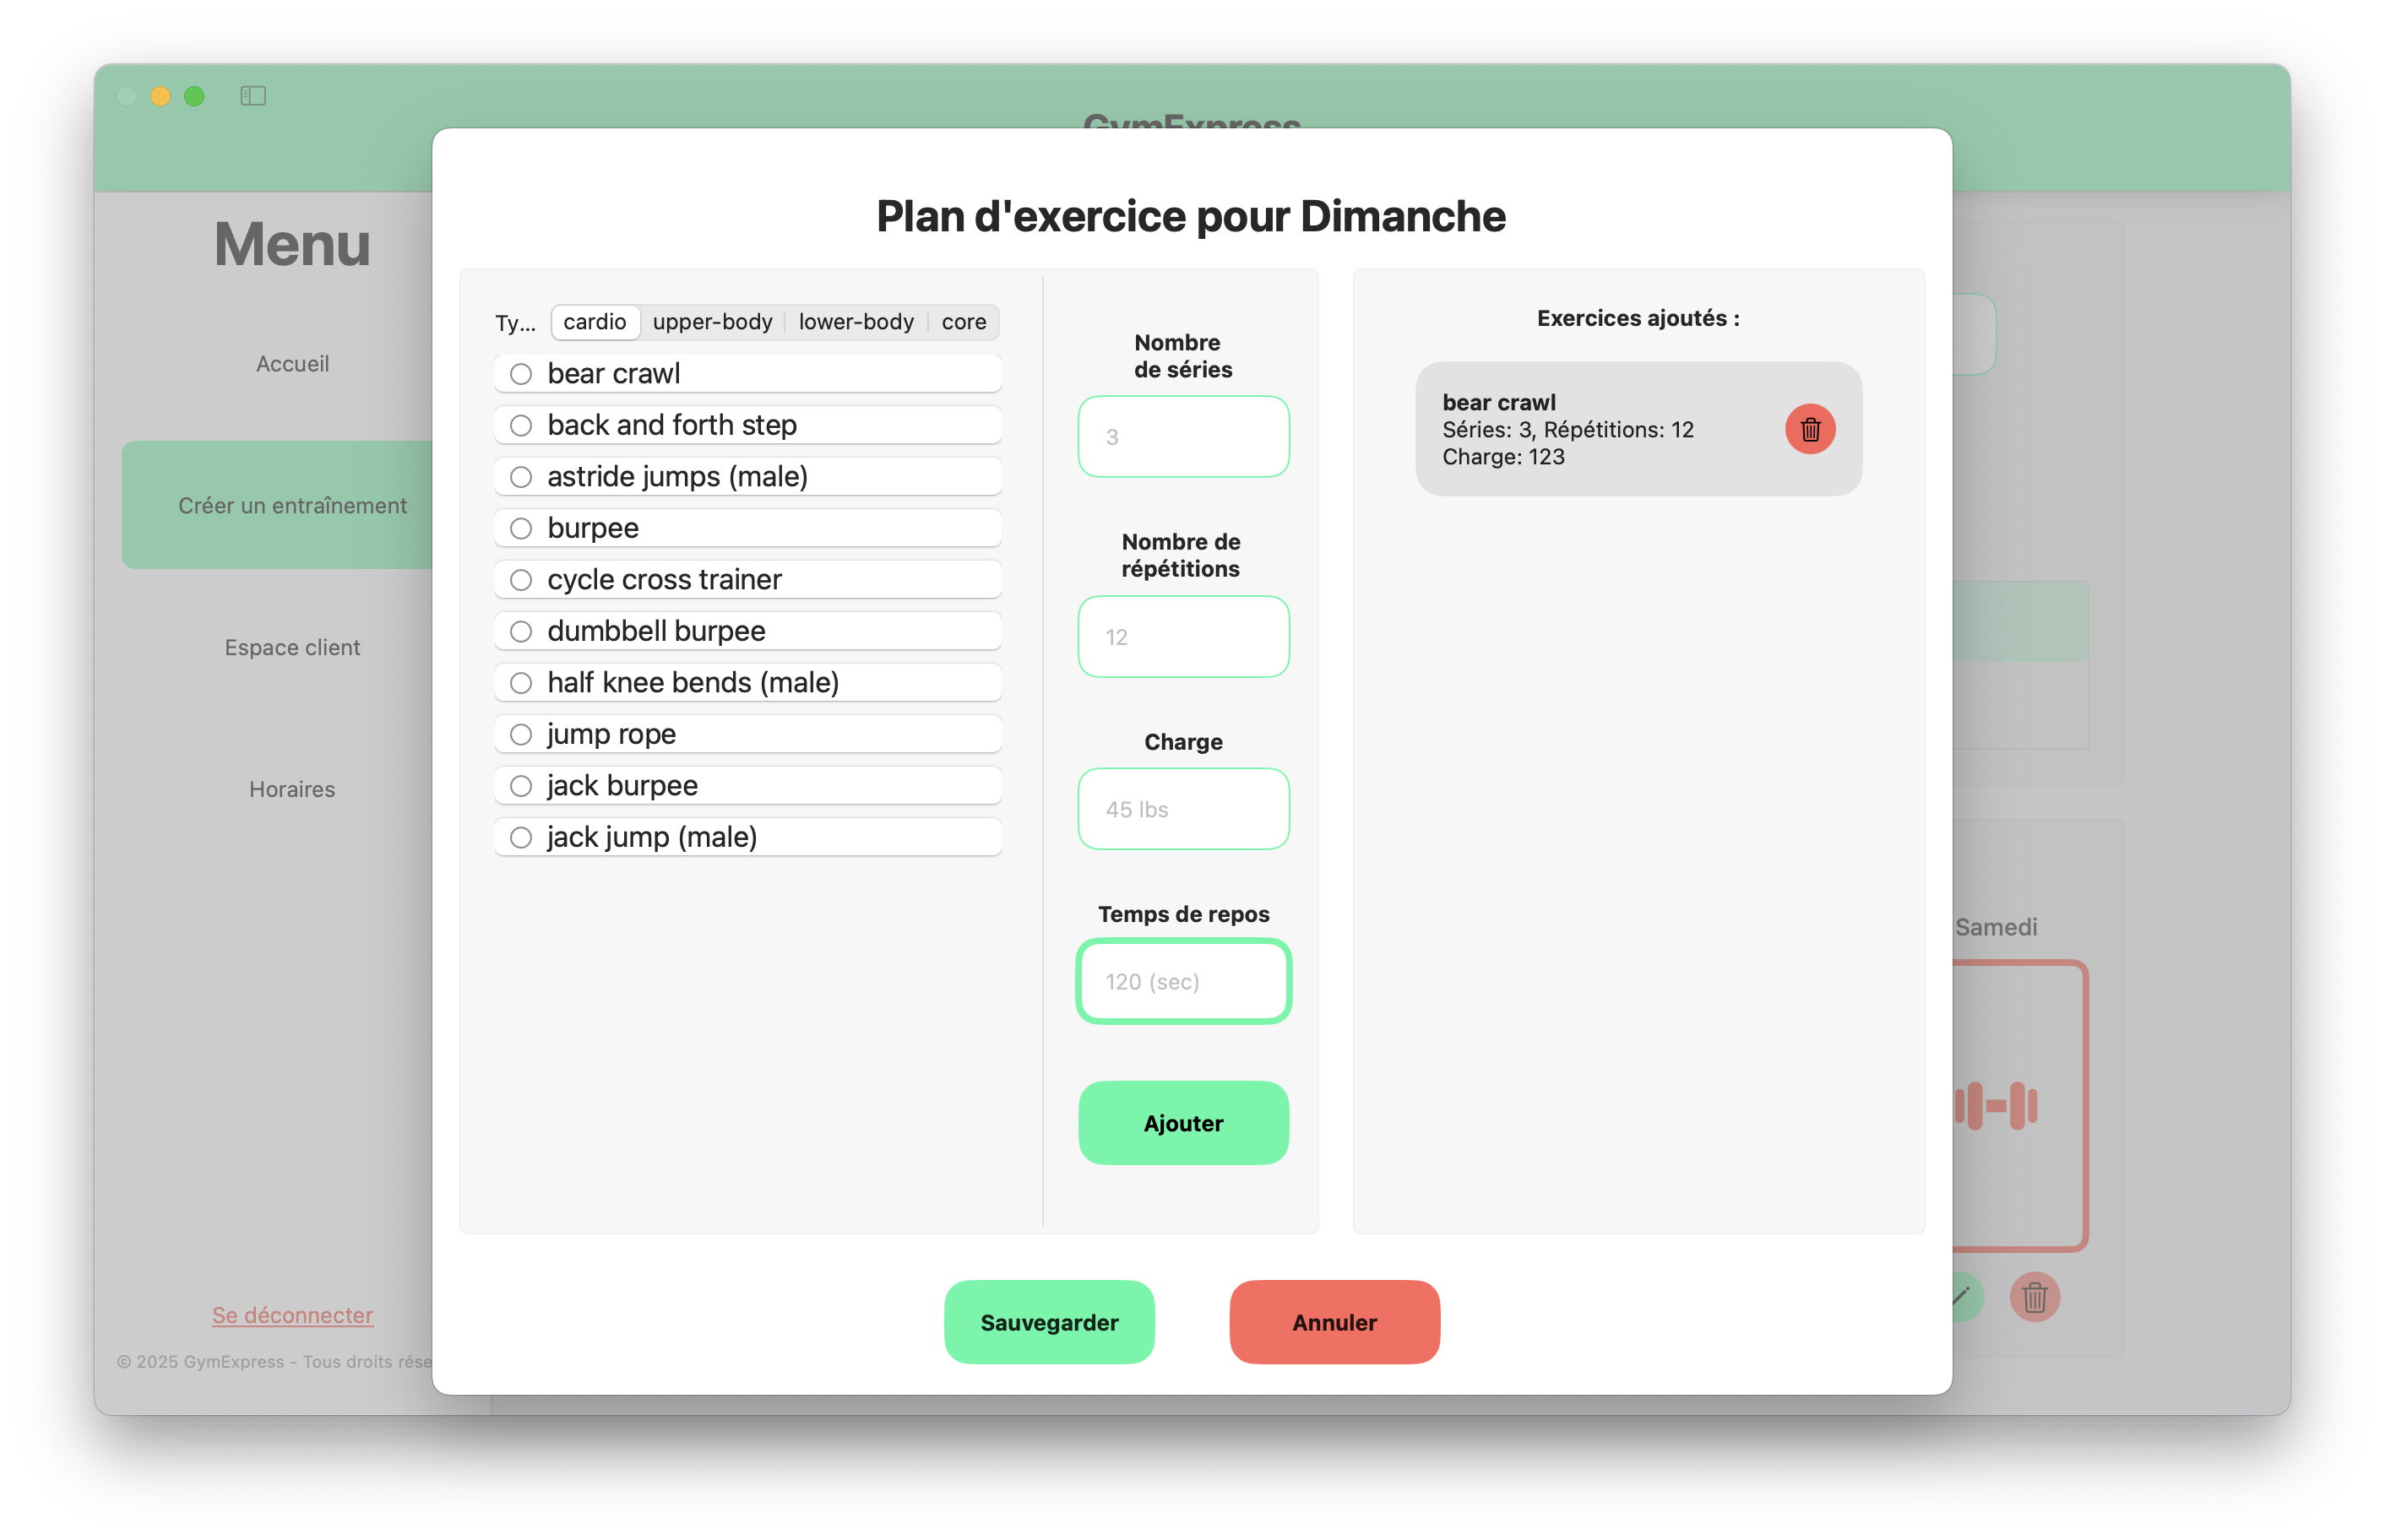 GymExpress
Menu
Accueil
Créer un entraînement
Espace client
Horaires
Se déconnecter
© 2025 GymExpress - Tous droits rése
Plan d'exercice pour Dimanche
Ty...
cardio
upper-body
lower-body
core
bear crawl
back and forth step
astride jumps (male)
burpee
cycle cross trainer
dumbbell burpee
half knee bends (male)
jump rope
jack burpee
jack jump (male)
Nombre
de séries
3
Nombre de
répétitions
12
Charge
45 lbs
Temps de repos
120 (sec)
Ajouter
Exercices ajoutés :
bear crawl
Séries: 3, Répétitions: 12
Charge: 123
Samedi
Sauvegarder
Annuler